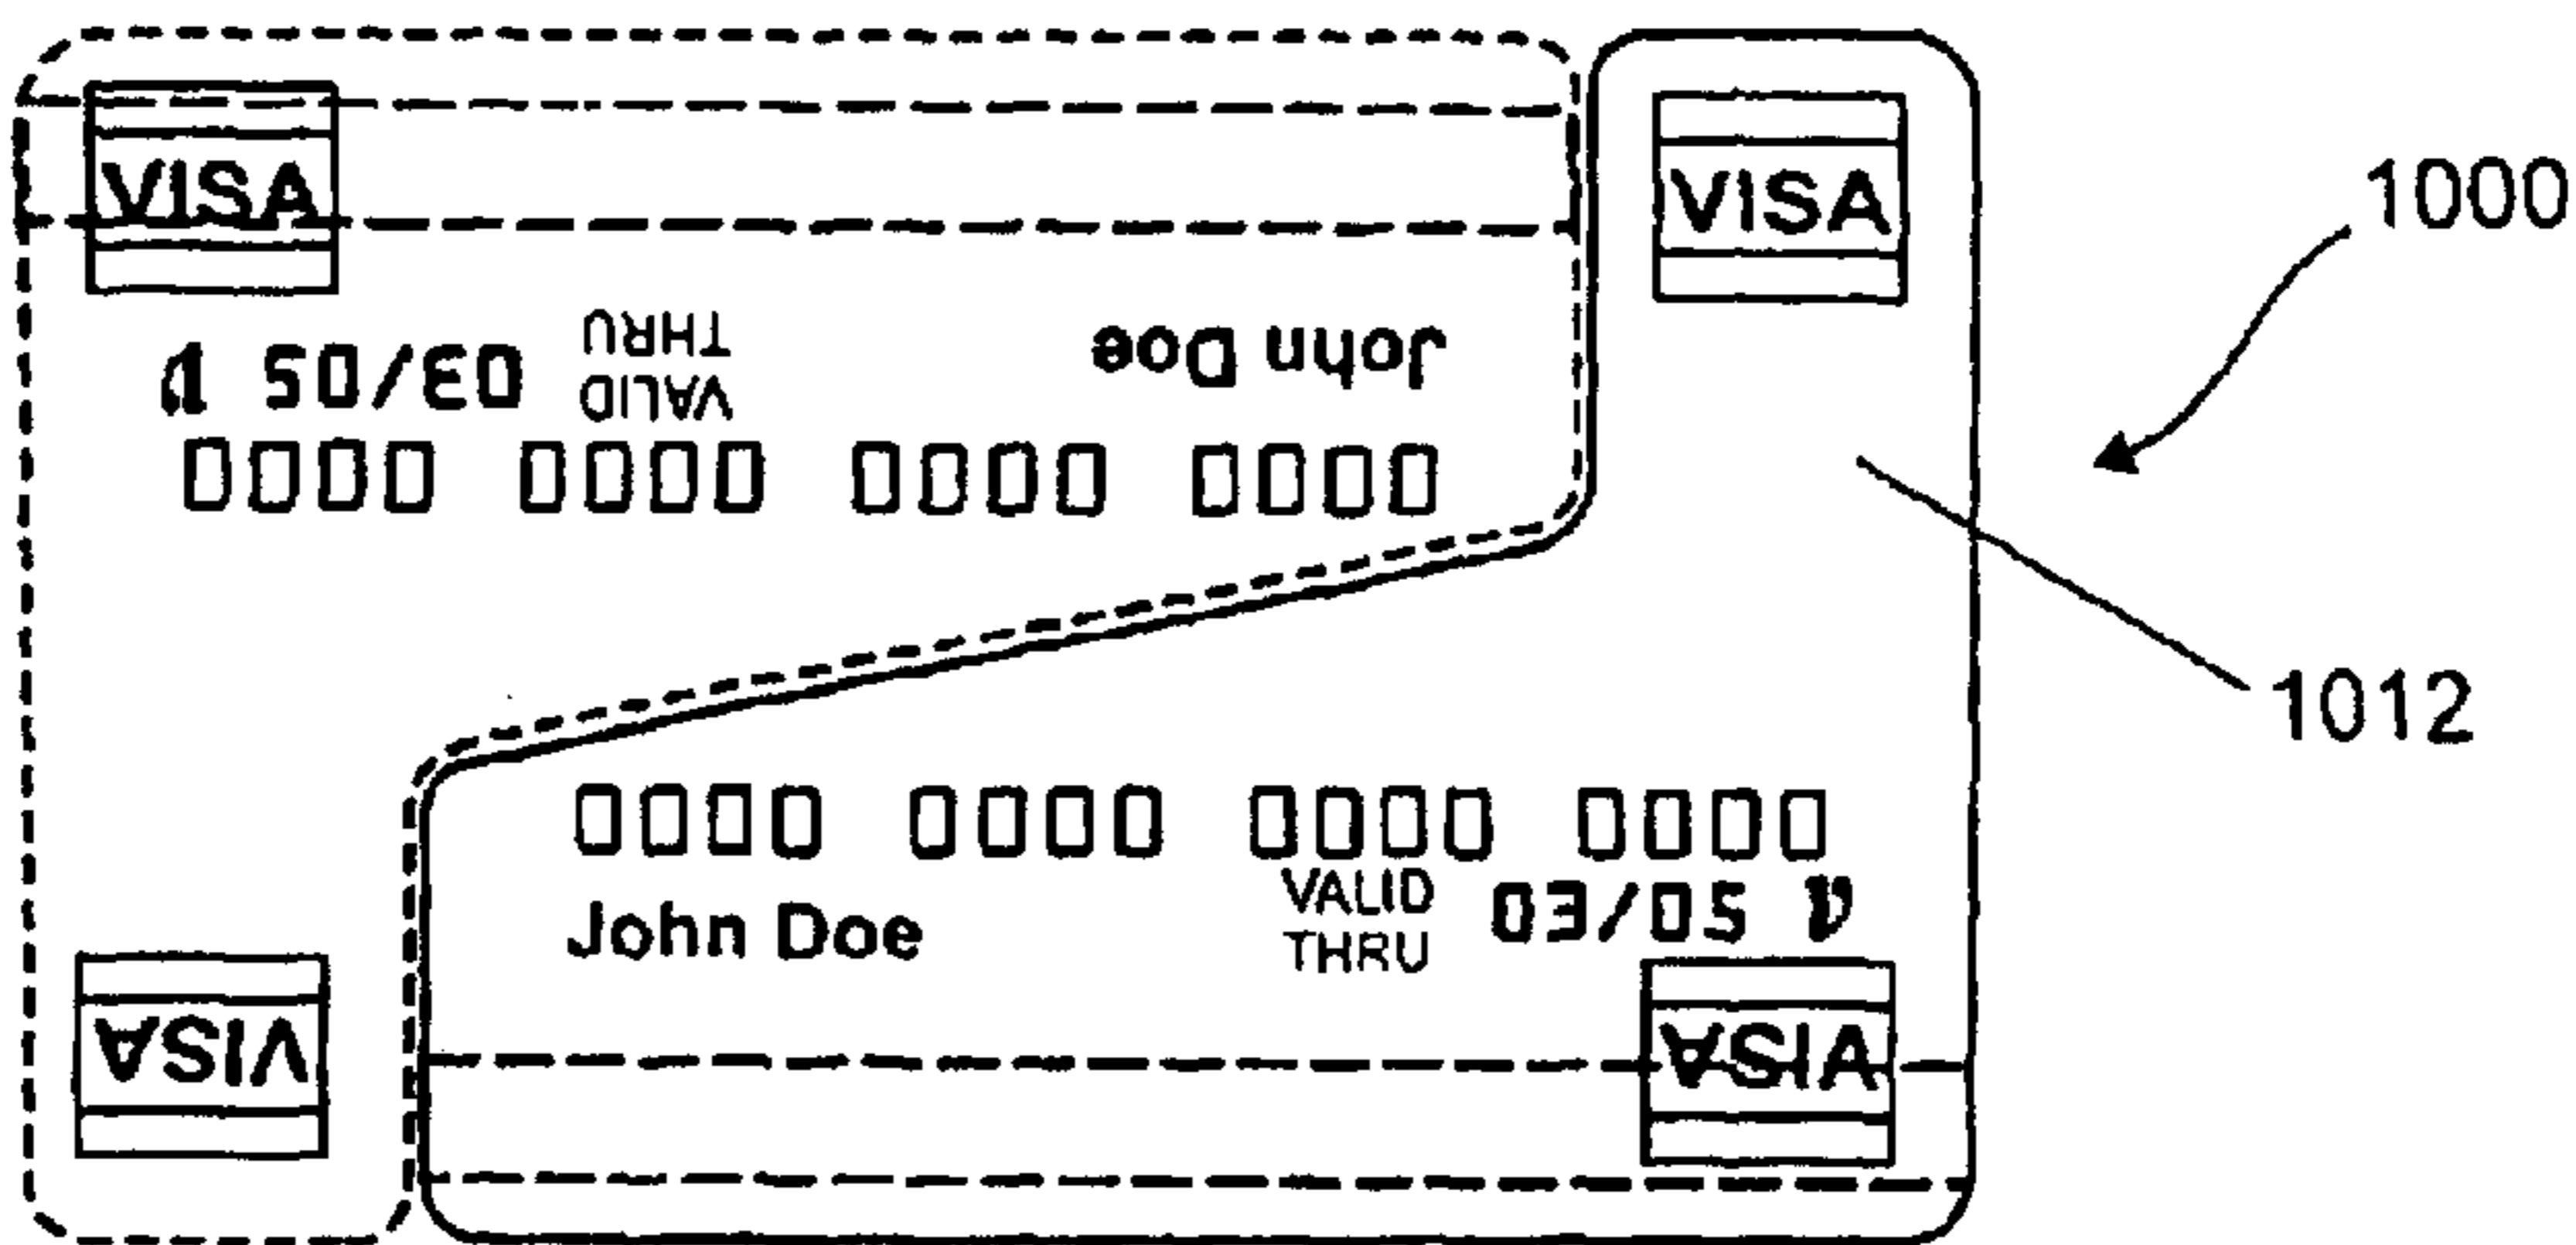 VISA
VISA
1000
John Doe
VALID
THRU
03/05 V
0000 0000 0000 0000
1012
0000 0000 0000 0000
John Doe
VALID
THRU
03/05 V
VISA
VISA